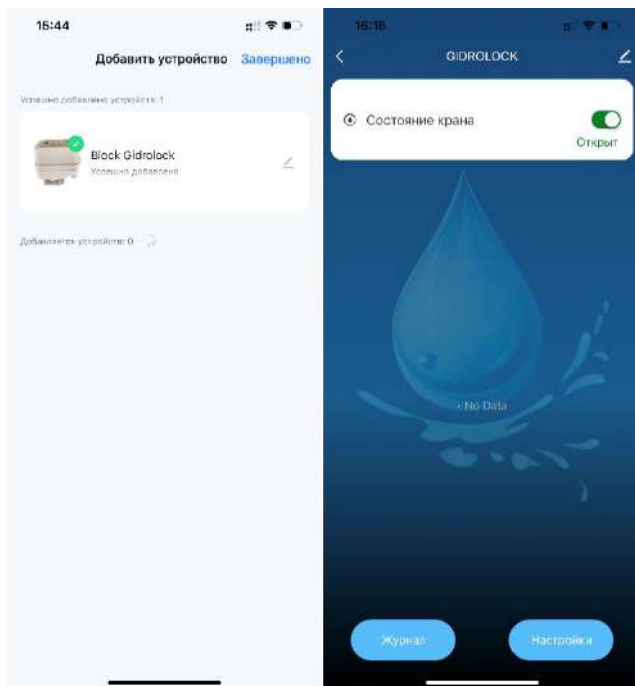 15:44
Добавить устройство Завершено
Успешно добавлено устройств: 1
Block Gidrolock
Успешно добавлено
Добавляется устройств: 0
16:16
GIDROLOCK
Состояние крана
Открыт
- No Data
Журнал
Настройки